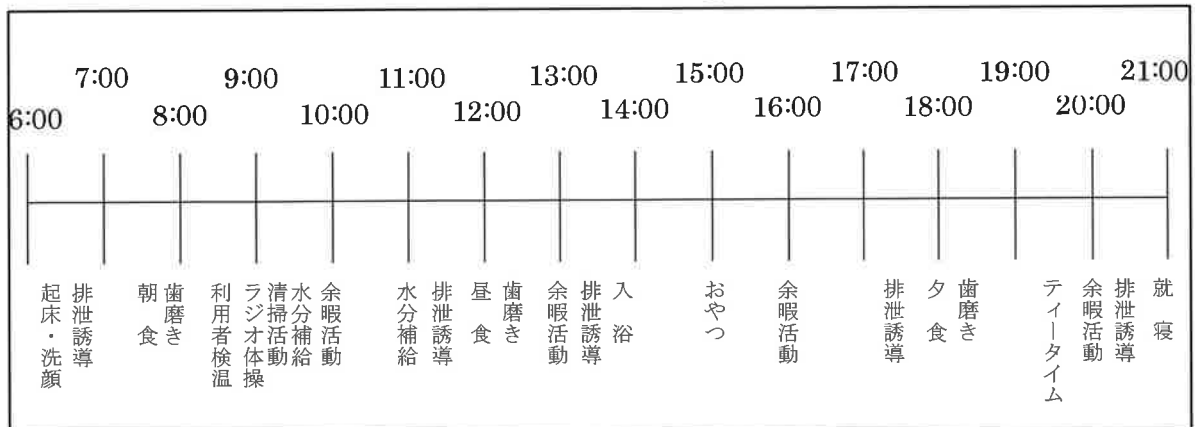 6:00
7:00
8:00
9:00
10:00
11:00
12:00
13:00
14:00
15:00
16:00
17:00
18:00
19:00
20:00
21:00
起床・洗顔
排泄誘導
朝 食
歯磨き
利用者検温
ラジオ体操
清掃活動
水分補給
余暇活動
水分補給
排泄誘導
昼 食
歯磨き
余暇活動
排泄誘導
入 浴
おやつ
余暇活動
排泄誘導
夕 食
歯磨き
ティータイム
余暇活動
排泄誘導
就 寝